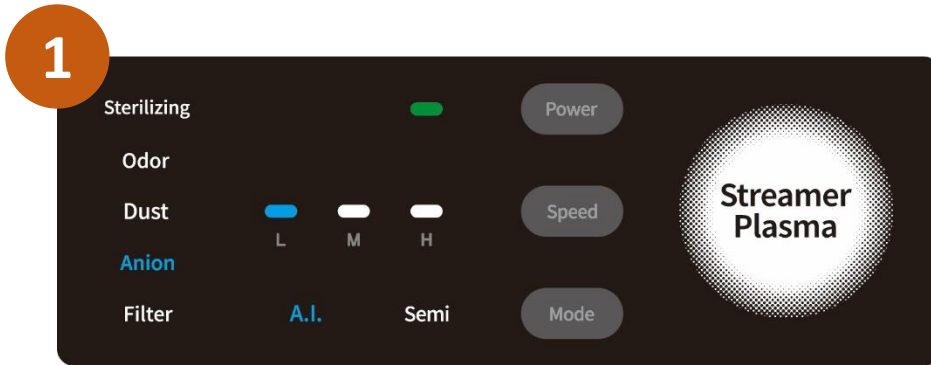 1
Sterilizing
Power
Odor
Dust
Speed
L M H
Anion
Filter
A.I.
Semi
Mode
Streamer
Plasma